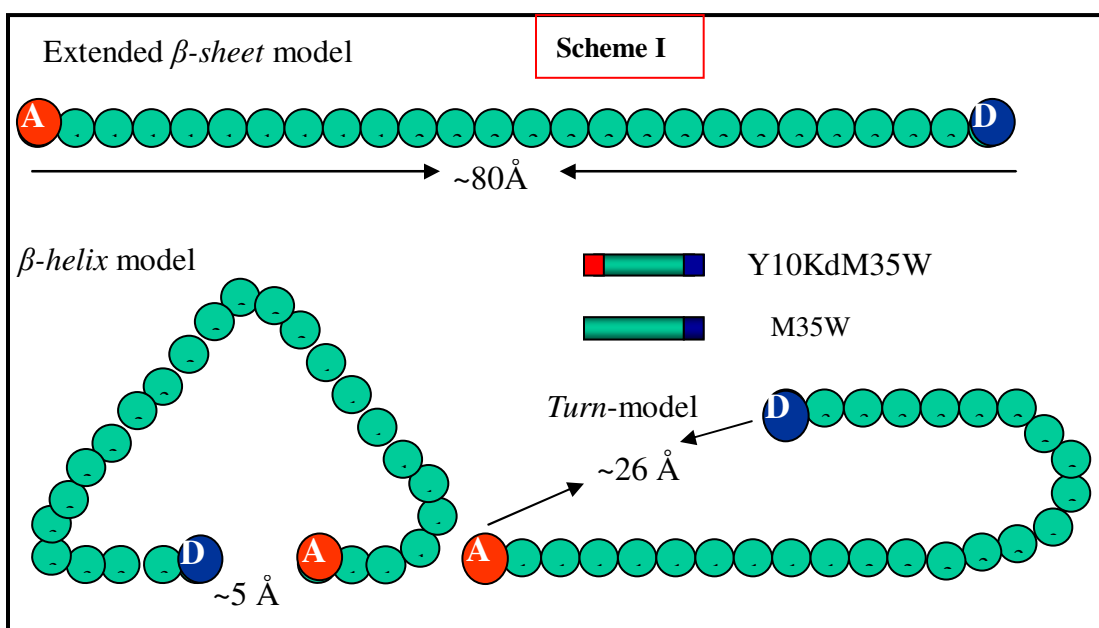 Extended β-sheet model
Scheme I
A
D
~80Å
β-helix model
Y10KdM35W
M35W
Turn-model
D
~26 Å
D
A
A
~5 Å